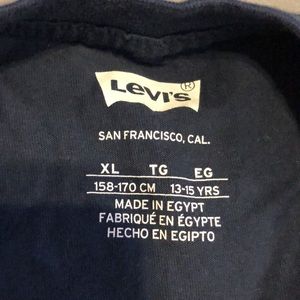 Levi's ®
SAN FRANCISCO, CAL.
XL TG EG
158-170 CM 13-15 YRS
MADE IN EGYPT
FABRIQUÉ EN ÉGYPTE
HECHO EN EGIPTO